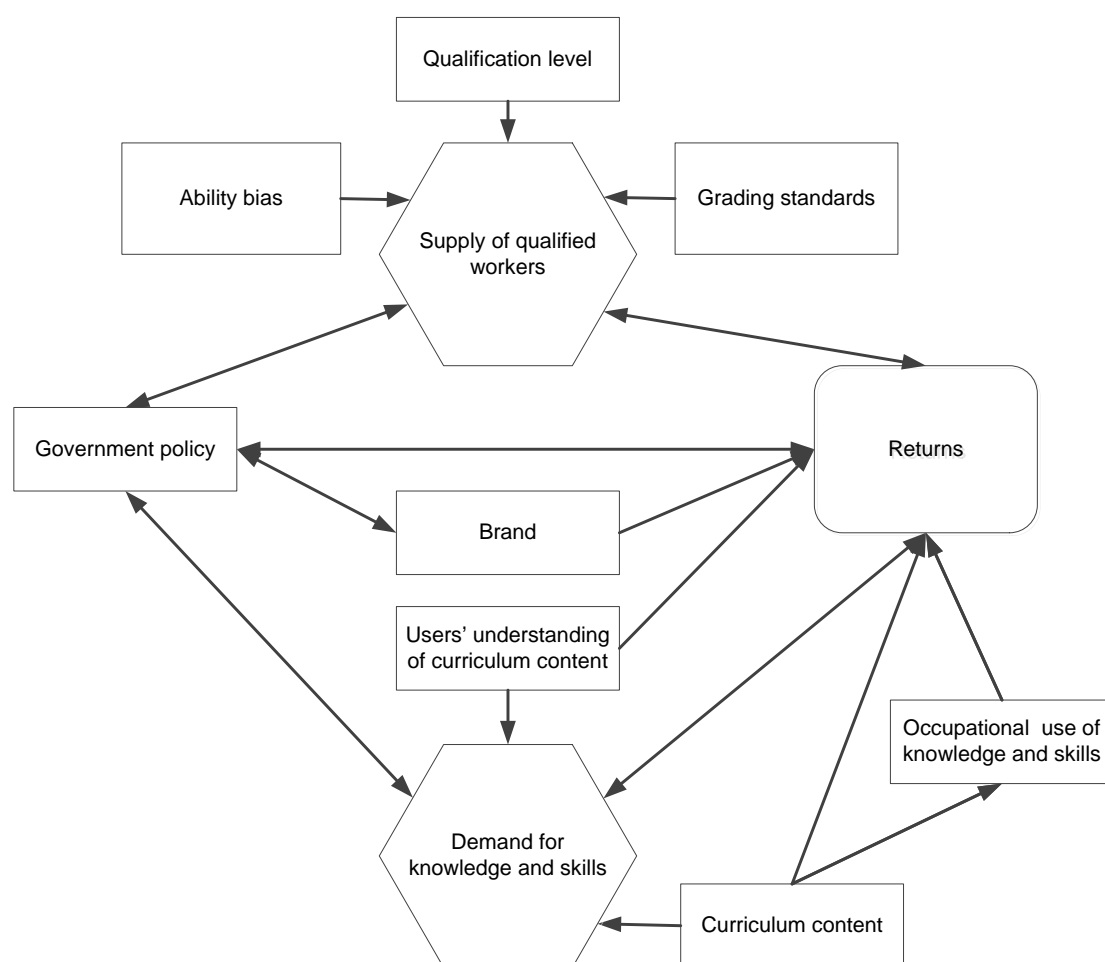 Qualification level
Ability bias
Grading standards
Supply of qualified
workers
Government policy
Returns
Brand
Users’ understanding
of curriculum content
Occupational use of
knowledge and skills
Demand for
knowledge and skills
Curriculum content